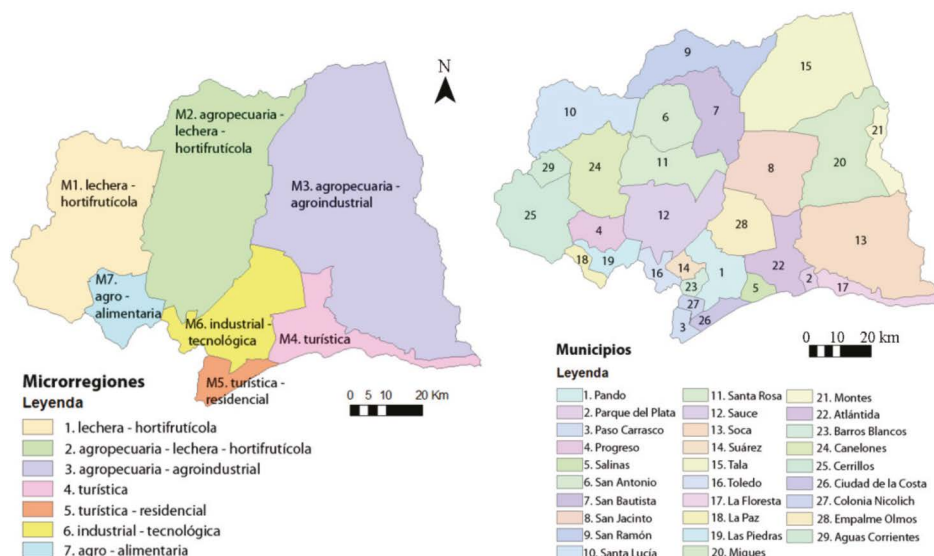 N
M1. lechera -
hortifrutícola
M2. agropecuaria -
lechera -
hortifrutícola
M3. agropecuaria -
agroindustrial
M7.
agro -
alimentaria
M6. industrial -
tecnológica
M4. turística
M5. turística -
residencial
0 5 10 20 Km
Microrregiones
Leyenda
1. lechera - hortifrutícola
2. agropecuaria - lechera - hortifrutícola
3. agropecuaria - agroindustrial
4. turística
5. turística - residencial
6. industrial - tecnológica
7. agro - alimentaria
9
15
10
6
7
21
29
24
11
8
20
25
4
12
28
13
18
19
16
14
1
22
23
5
2
17
27
26
3
0 5 10 20 km
Municipios
Leyenda
1. Pando
2. Parque del Plata
3. Paso Carrasco
4. Progreso
5. Salinas
6. San Antonio
7. San Bautista
8. San Jacinto
9. San Ramón
10. Santa Lucía
11. Santa Rosa
12. Sauce
13. Soca
14. Suárez
15. Tala
16. Toledo
17. La Floresta
18. La Paz
19. Las Piedras
20. Migues
21. Montes
22. Atlántida
23. Barros Blancos
24. Canelones
25. Cerrillos
26. Ciudad de la Costa
27. Colonia Nicolich
28. Empalme Olmos
29. Aguas Corrientes